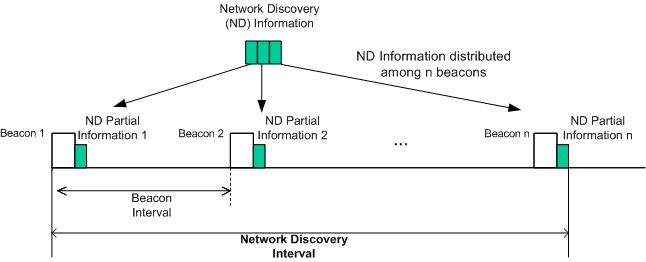 Network Discovery
(ND) Information
ND Information distributed
among n beacons
Beacon 1
ND Partial
Information 1
Beacon 2
ND Partial
Information 2
...
Beacon n
ND Partial
Information n
Beacon
Interval
Network Discovery
Interval